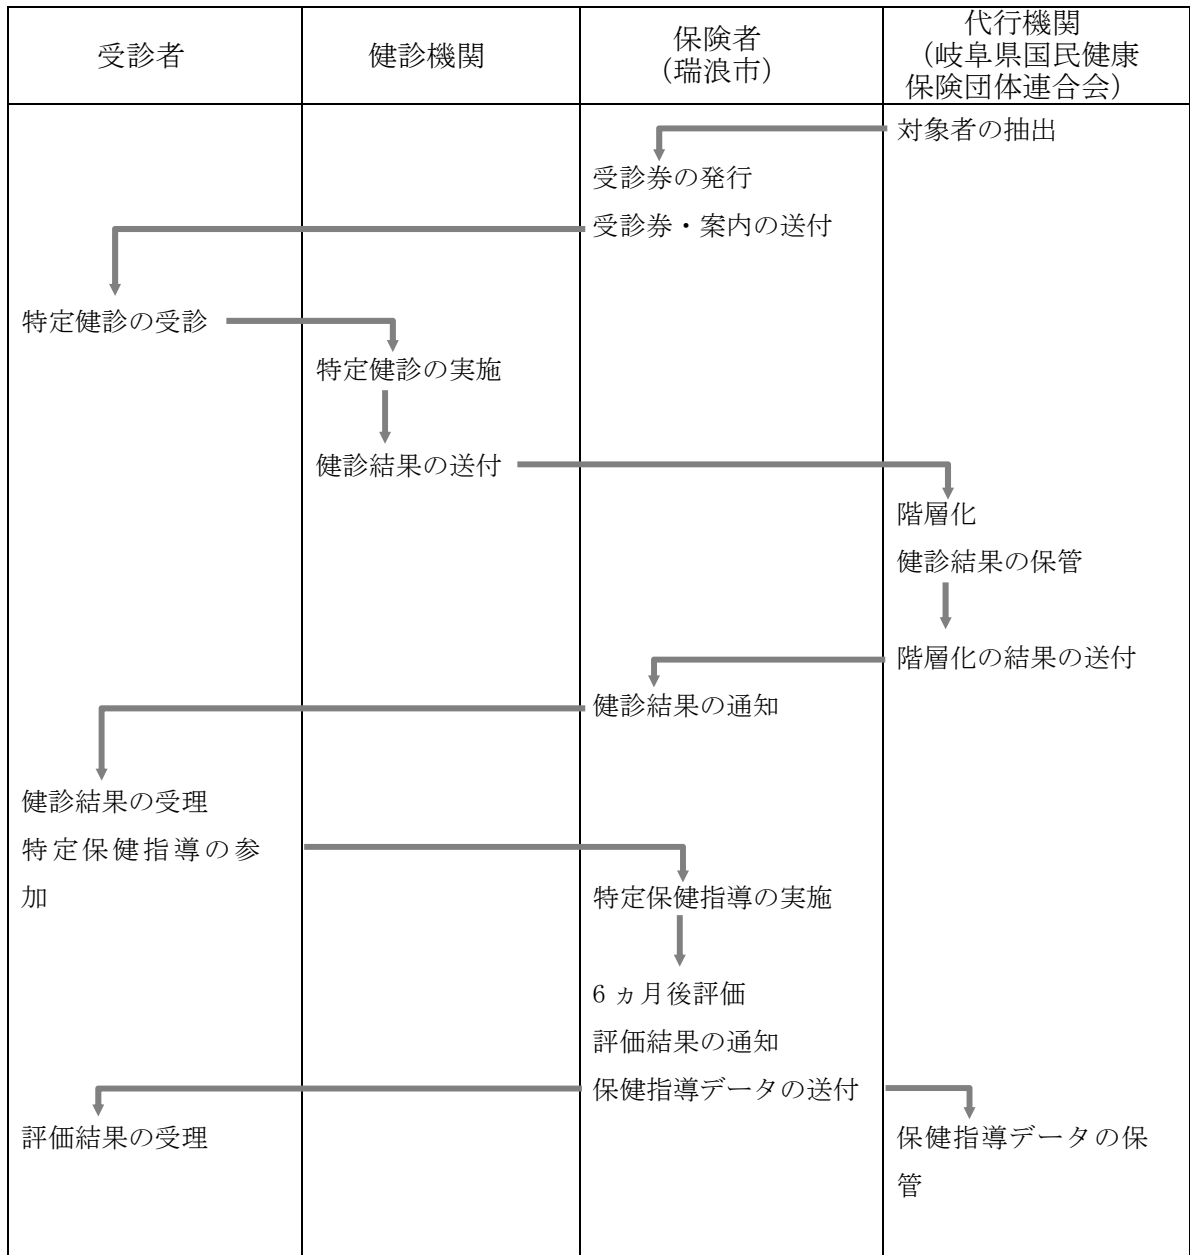 受診者
健診機関
保険者
（瑞浪市）
代行機関
（岐阜県国民健康
保険団体連合会）
対象者の抽出
受診券の発行
受診券・案内の送付
特定健診の受診
特定健診の実施
健診結果の送付
階層化
健診結果の保管
階層化の結果の送付
健診結果の通知
健診結果の受理
特定保健指導の参
加
特定保健指導の実施
6 ヵ月後評価
評価結果の通知
保健指導データの送付
評価結果の受理
保健指導データの保
管